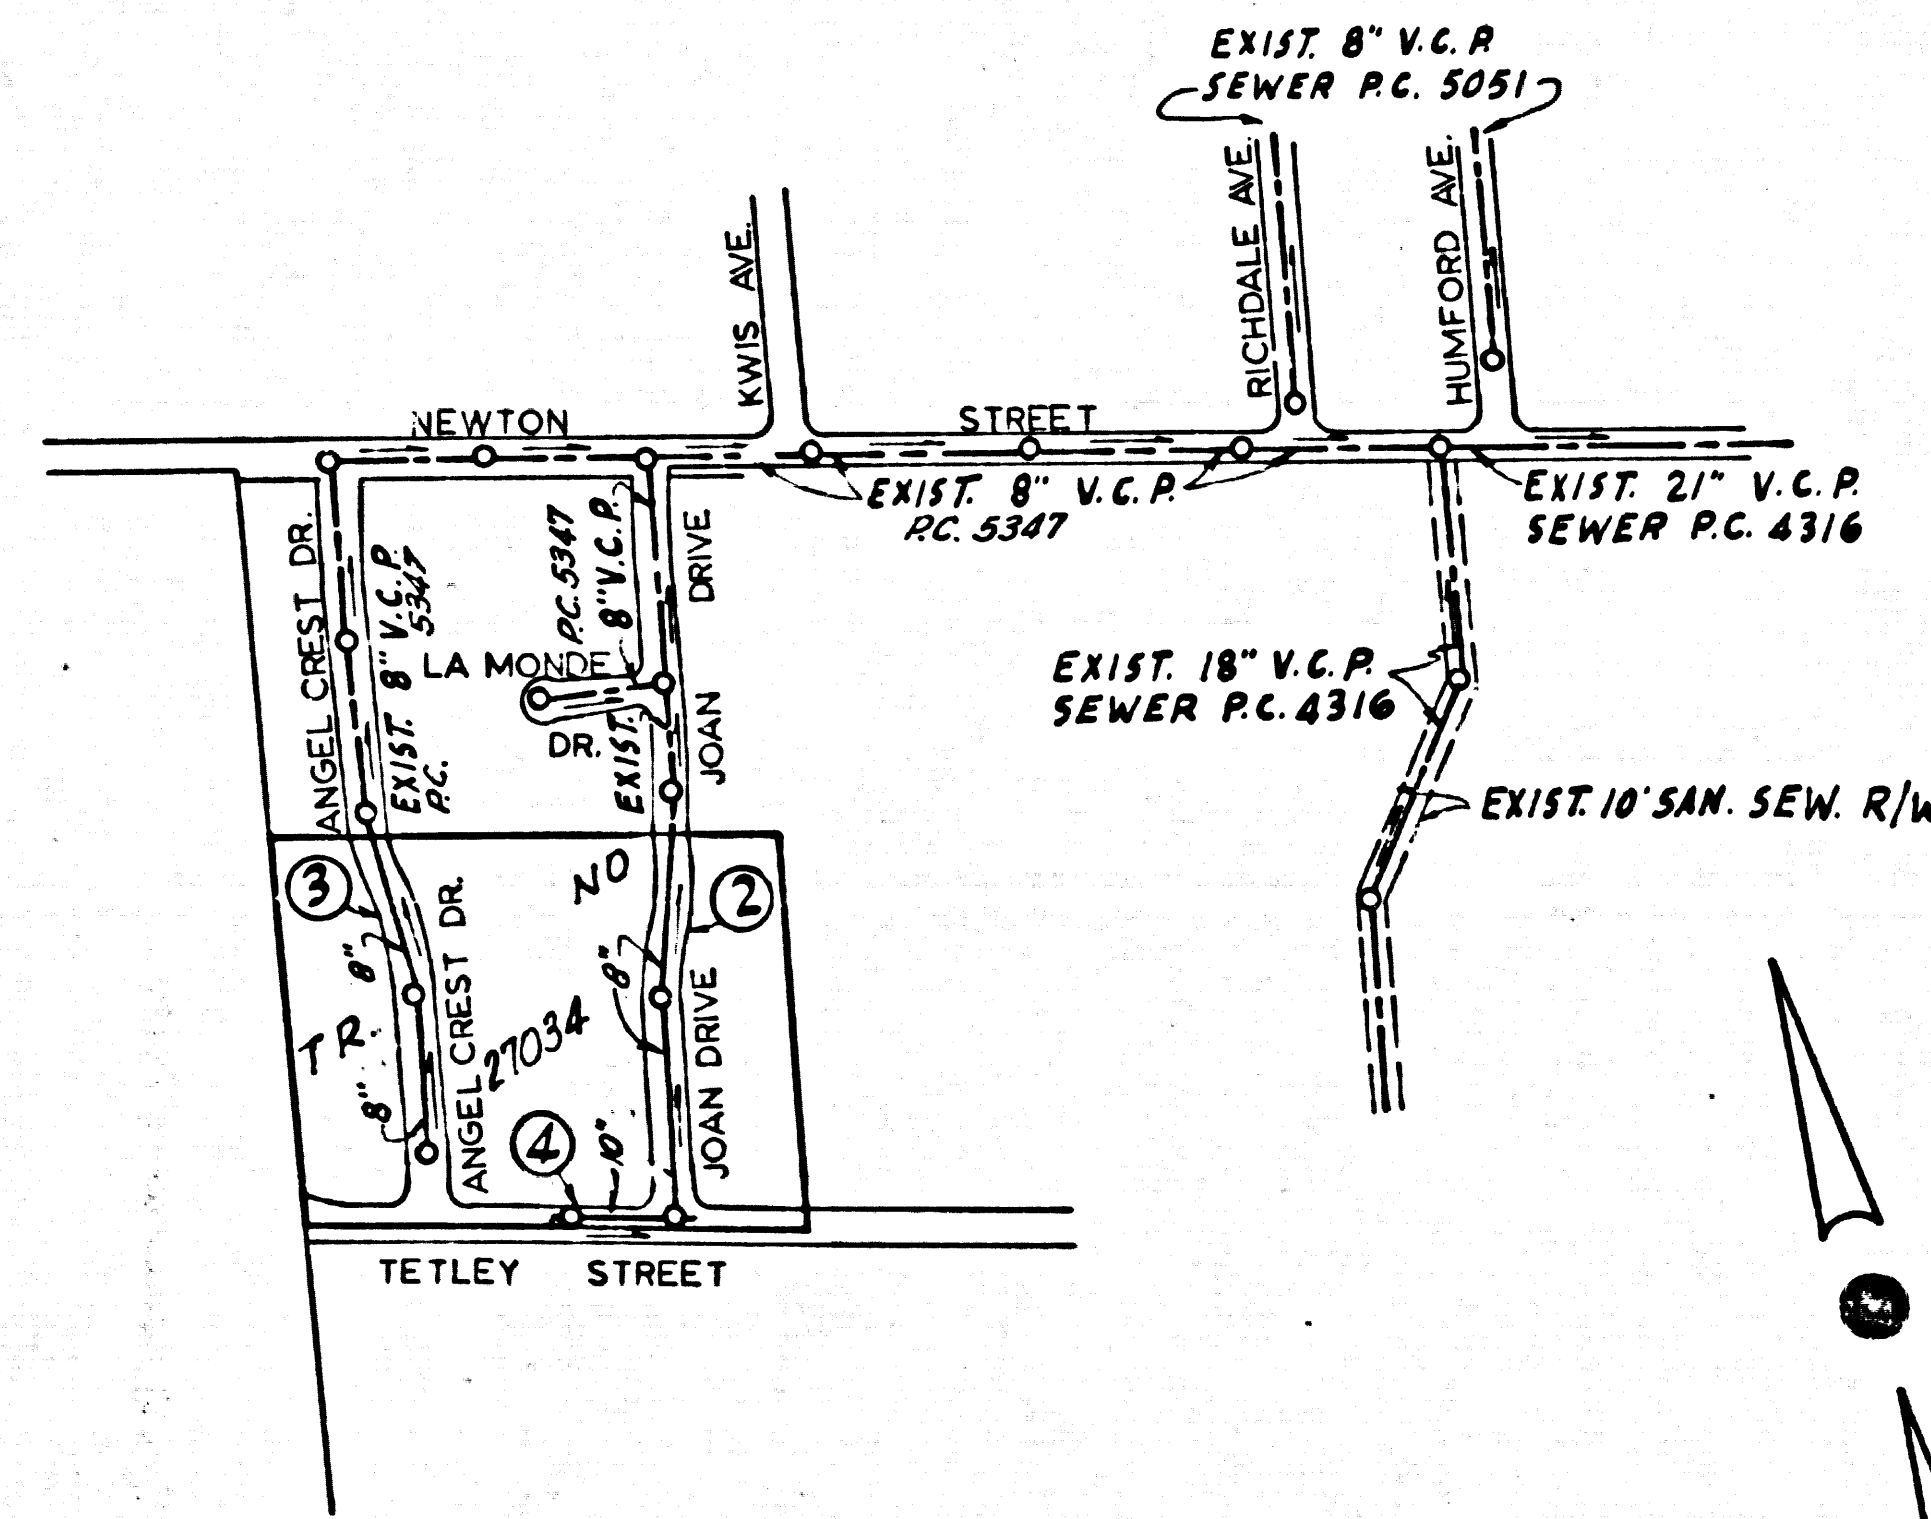 EXIST. 8" V.C.P.
SEWER P.C. 5051
RICHDALE AVE.
HUMFORD AVE.
KWIS AVE.
NEWTON STREET
EXIST. 8" V.C.P.
P.C. 5347
EXIST. 21" V.C.P.
SEWER P.C. 4316
ANGEL CREST DR.
EXIST. 8" V.C.P.
P.C. 5347
P.C. 5347
EXIST. 8" V.C.P.
LA MONDE
DR.
JOAN DRIVE
EXIST. 18" V.C.P.
SEWER P.C. 4316
EXIST. 10' SAN. SEW. R/W
3
2
TR. NO
27034
8"
8"
8"
ANGEL CREST DR.
JOAN DRIVE
4
10"
TETLEY STREET